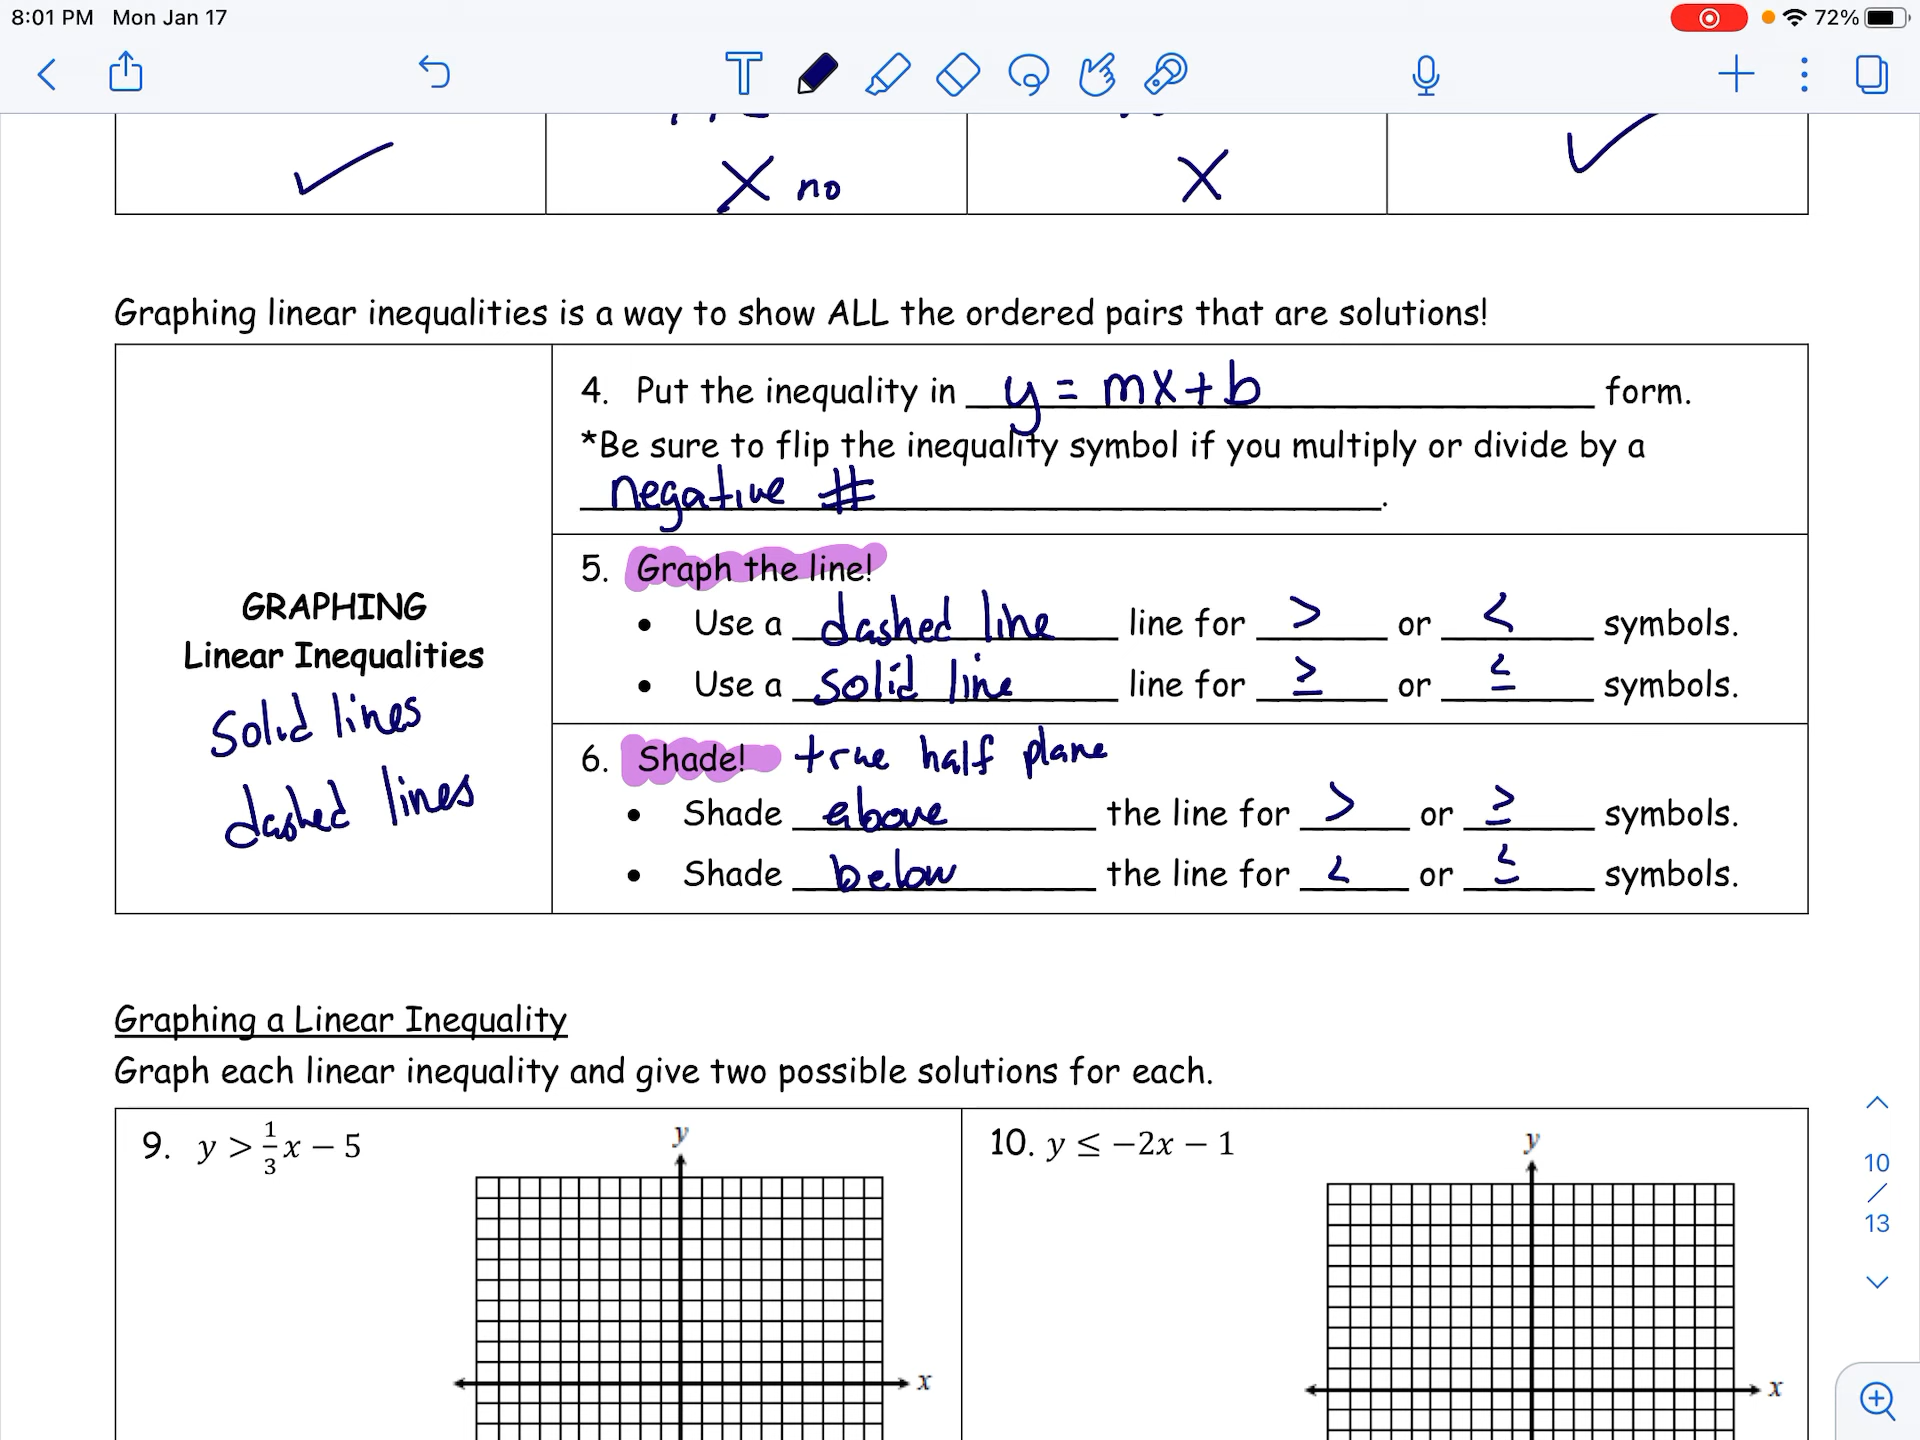 8:01 PM Mon Jan 17
72%
T
no
Graphing linear inequalities is a way to show ALL the ordered pairs that are solutions!
GRAPHING
Linear Inequalities
Solid lines
dashed lines
4. Put the inequality in y = mx + b form.
*Be sure to flip the inequality symbol if you multiply or divide by a
negative #.
5. Graph the line!
• Use a dashed line line for > or < symbols.
• Use a solid line line for ≥ or ≤ symbols.
6. Shade! true half plane
• Shade above the line for > or ≥ symbols.
• Shade below the line for < or ≤ symbols.
Graphing a Linear Inequality
Graph each linear inequality and give two possible solutions for each.
9. y > 1/3 x − 5
y
x
10. y ≤ −2x − 1
y
x
10
/
13